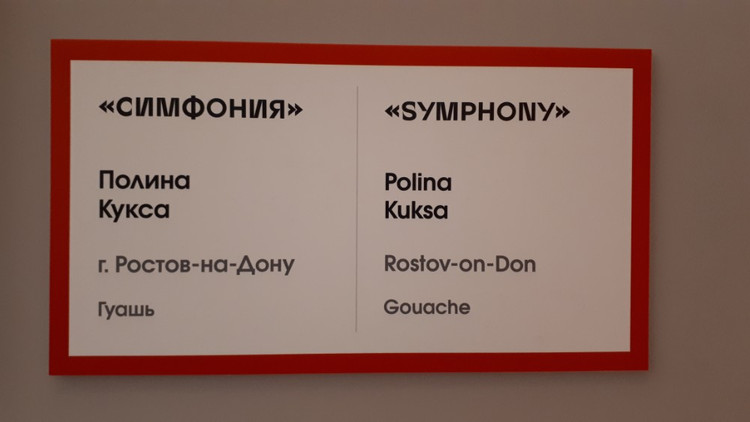 «СИМФОНИЯ»
Полина
Кукса
г. Ростов-на-Дону
Гуашь
«SYMPHONY»
Polina
Kuksa
Rostov-on-Don
Gouache